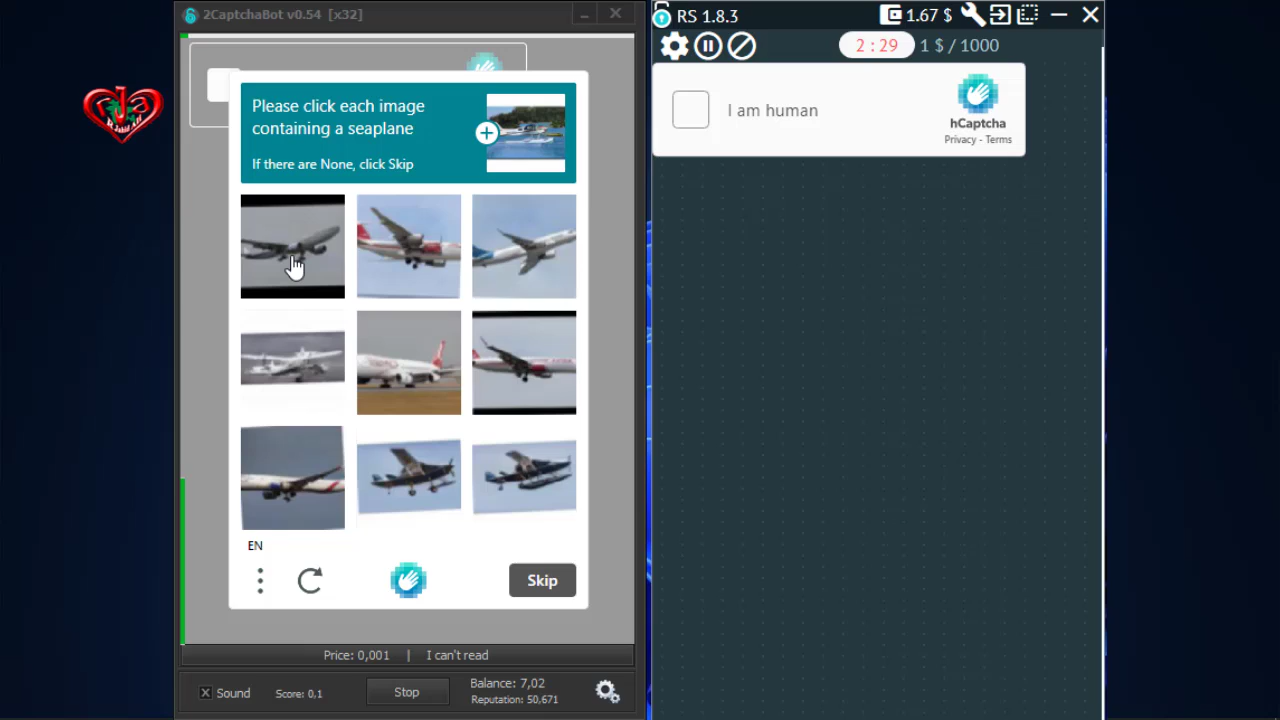 2CaptchaBot v0.54 [x32]
Please click each image
containing a seaplane
If there are None, click Skip
EN
Skip
Price: 0,001 | I can't read
Sound
Score: 0,1
Stop
Balance: 7,02
Reputation: 50,671
RS 1.8.3
1.67 $
2 : 29
1 $ / 1000
I am human
hCaptcha
Privacy - Terms